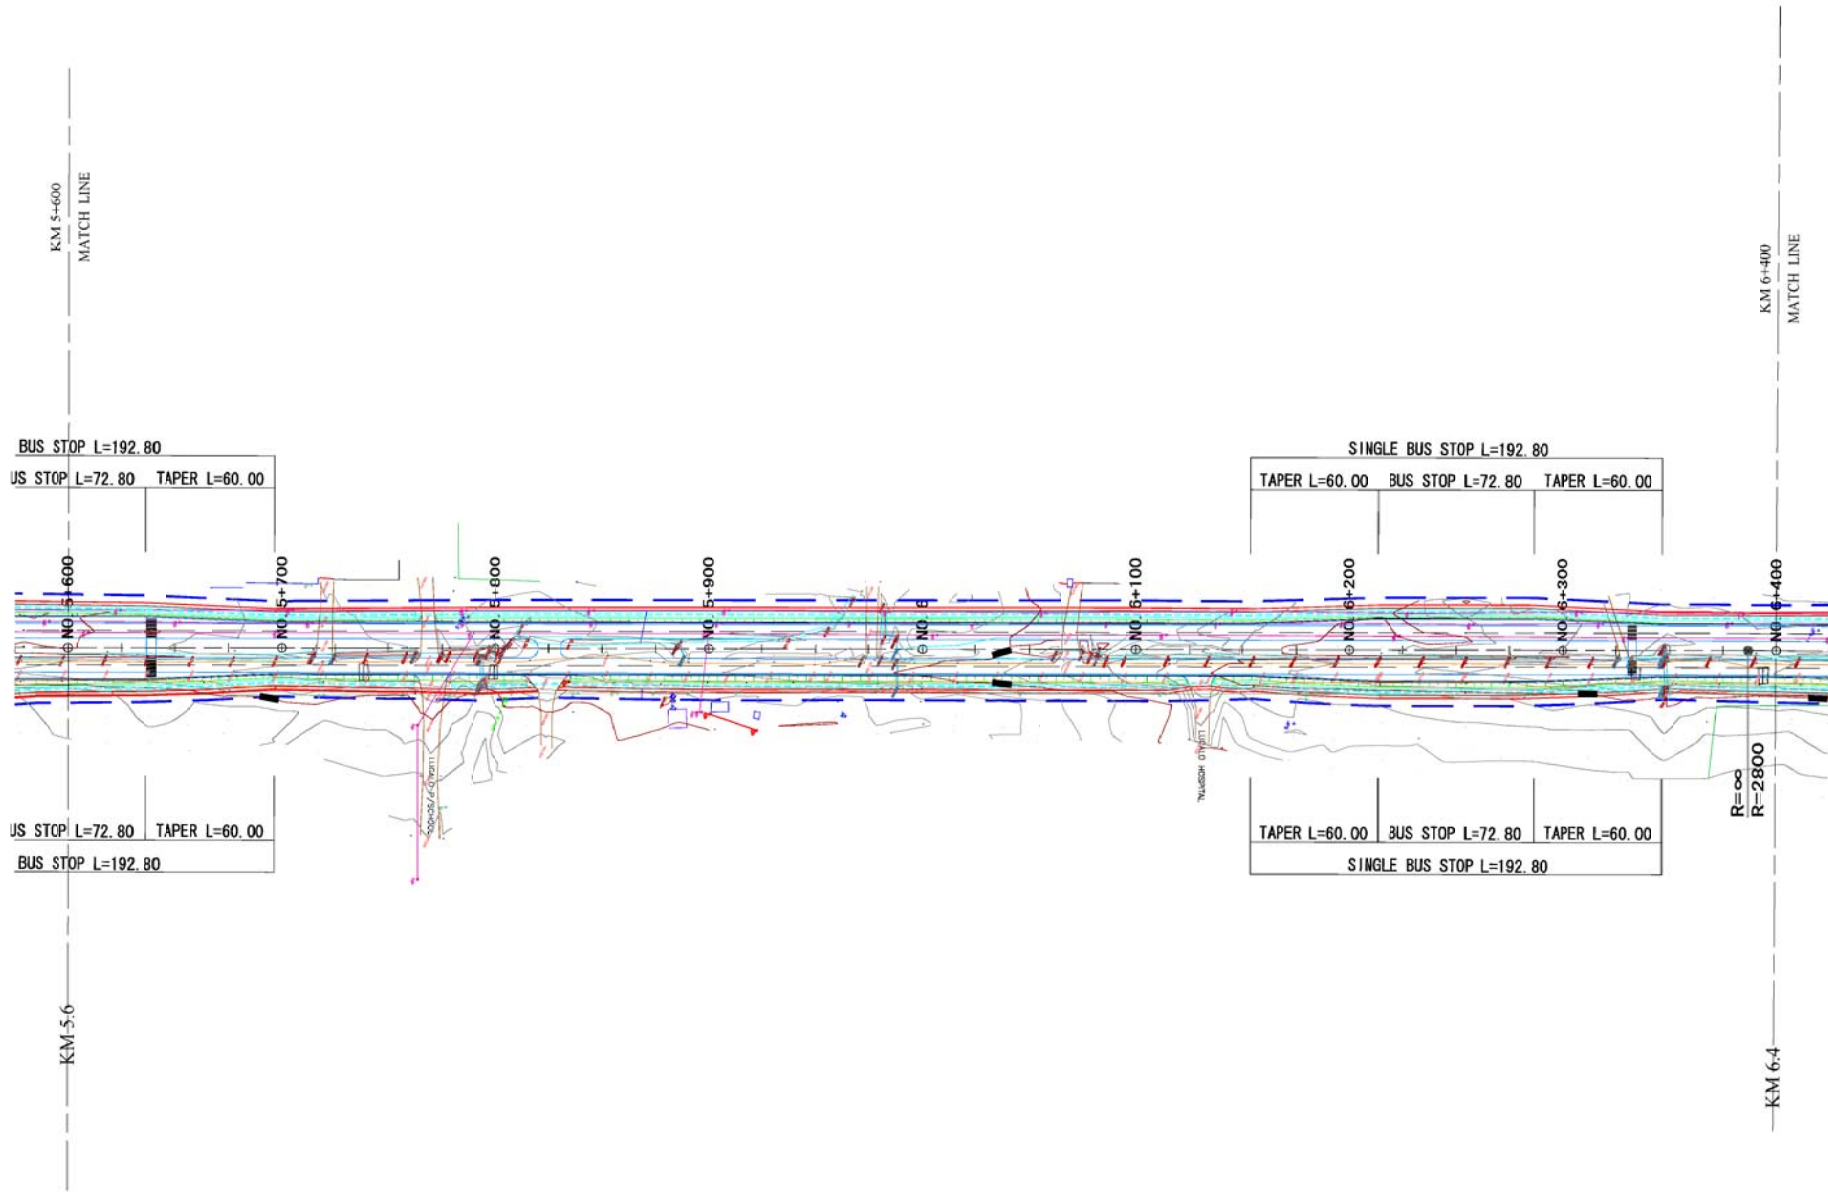 KM 5+600
MATCH LINE
KM 6+400
MATCH LINE
BUS STOP L=192.80
US STOP L=72.80
TAPER L=60.00
SINGLE BUS STOP L=192.80
TAPER L=60.00
BUS STOP L=72.80
TAPER L=60.00
NO.5+600
NO.5+700
NO.5+800
NO.5+900
NO.6
NO.6+100
NO.6+200
NO.6+300
NO.6+400
HOSPITAL
R=∞
R=2800
US STOP L=72.80
TAPER L=60.00
BUS STOP L=192.80
TAPER L=60.00
BUS STOP L=72.80
TAPER L=60.00
SINGLE BUS STOP L=192.80
KM 5.6
KM 6.4